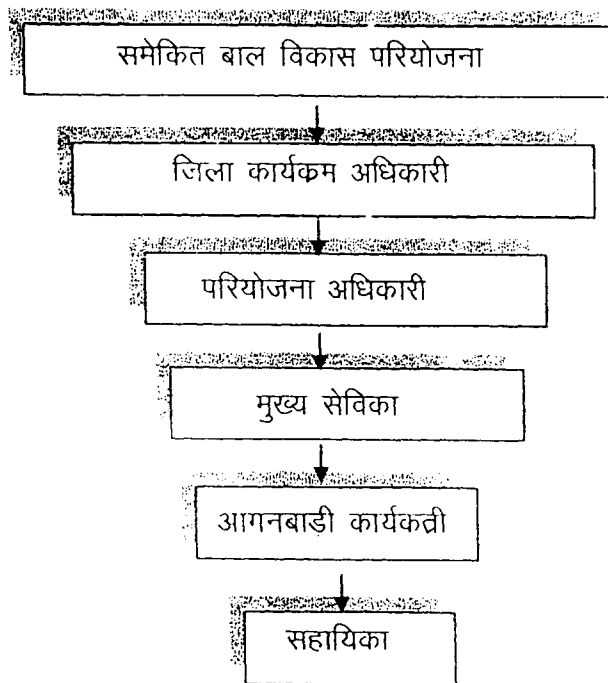 समेकित बाल विकास परियोजना
जिला कार्यकम अधिकारी
परियोजना अधिकारी
मुख्य सेविका
आगनबाडी कार्यकत्री
सहायिका